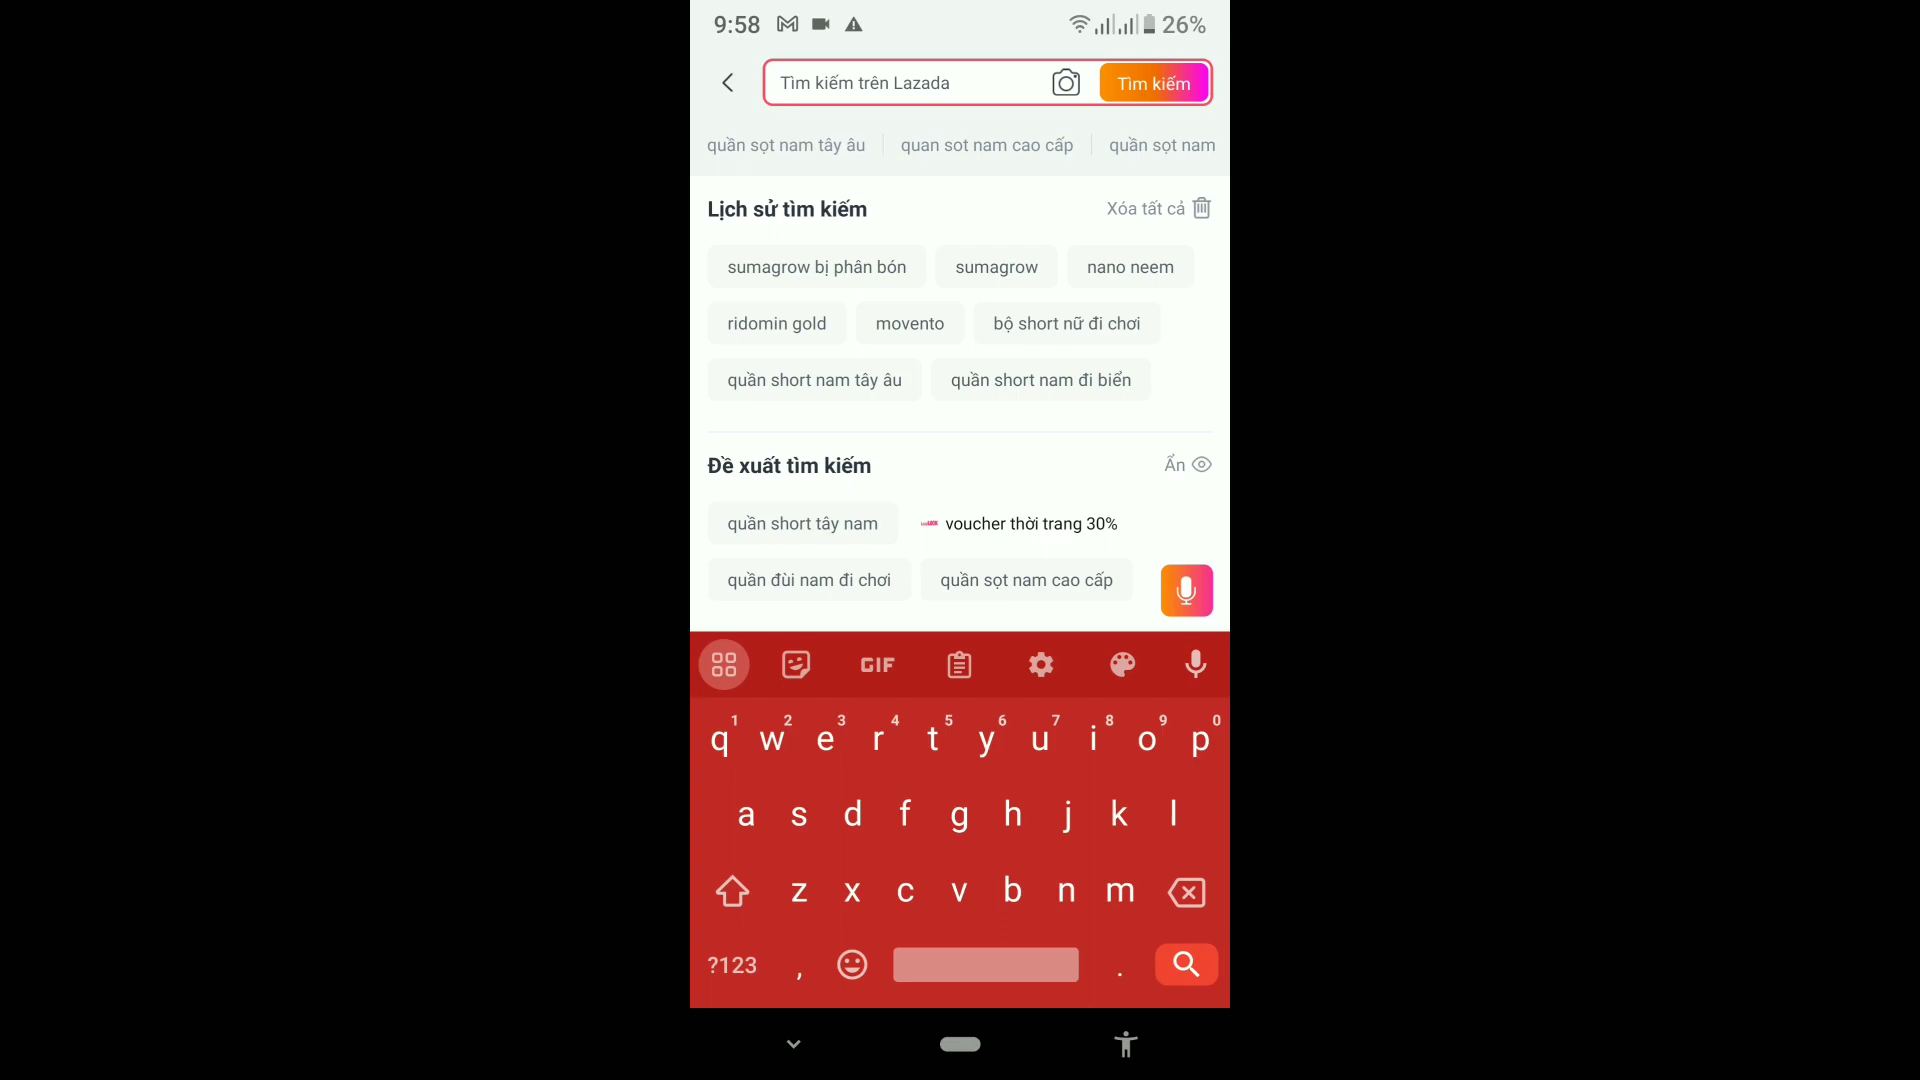 9:58 26%
Tìm kiếm trên Lazada Tìm kiếm
quần sọt nam tây âu quan sot nam cao cấp quần sọt nam
Lịch sử tìm kiếm Xóa tất cả
sumagrow bị phân bón sumagrow nano neem
ridomin gold movento bộ short nữ đi chơi
quần short nam tây âu quần short nam đi biển
Đề xuất tìm kiếm Ẩn
quần short tây nam voucher thời trang 30%
quần đùi nam đi chơi quần sọt nam cao cấp
GIF
1 2 3 4 5 6 7 8 9 0
q w e r t y u i o p
a s d f g h j k l
z x c v b n m
?123 , .